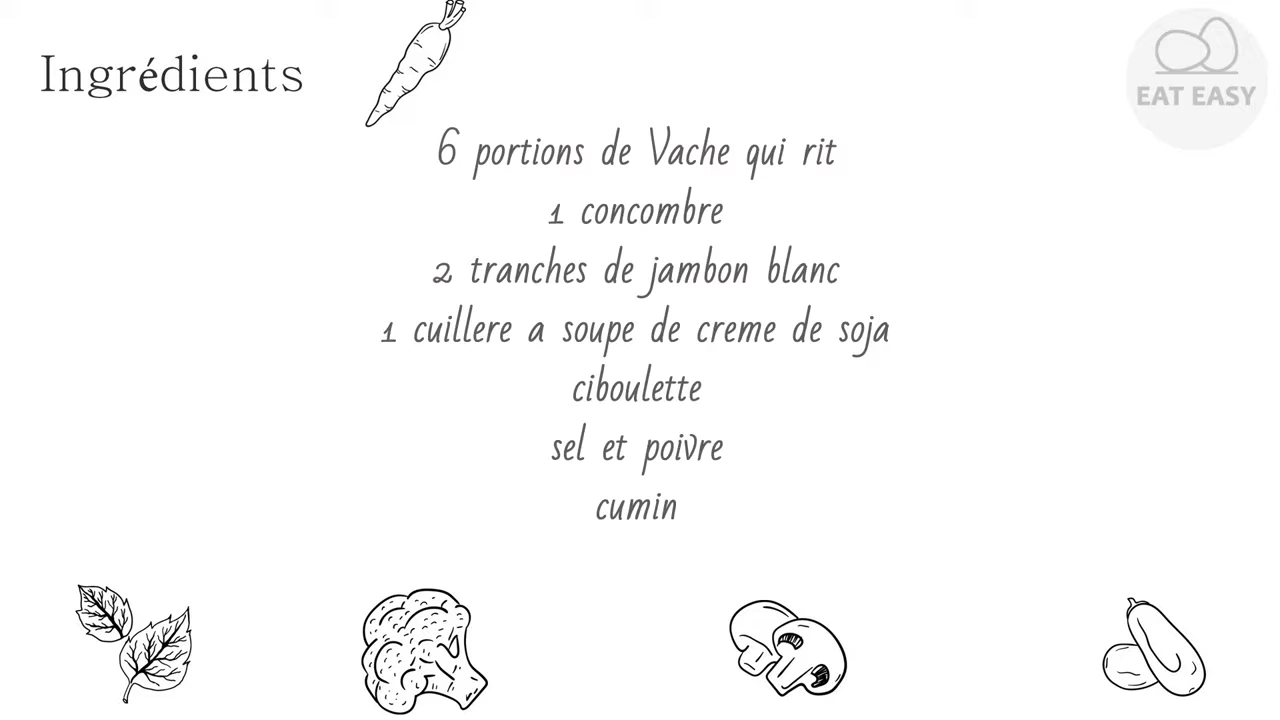 Ingrédients
EAT EASY
6 portions de Vache qui rit
1 concombre
2 tranches de jambon blanc
1 cuillere a soupe de creme de soja
ciboulette
sel et poivre
cumin